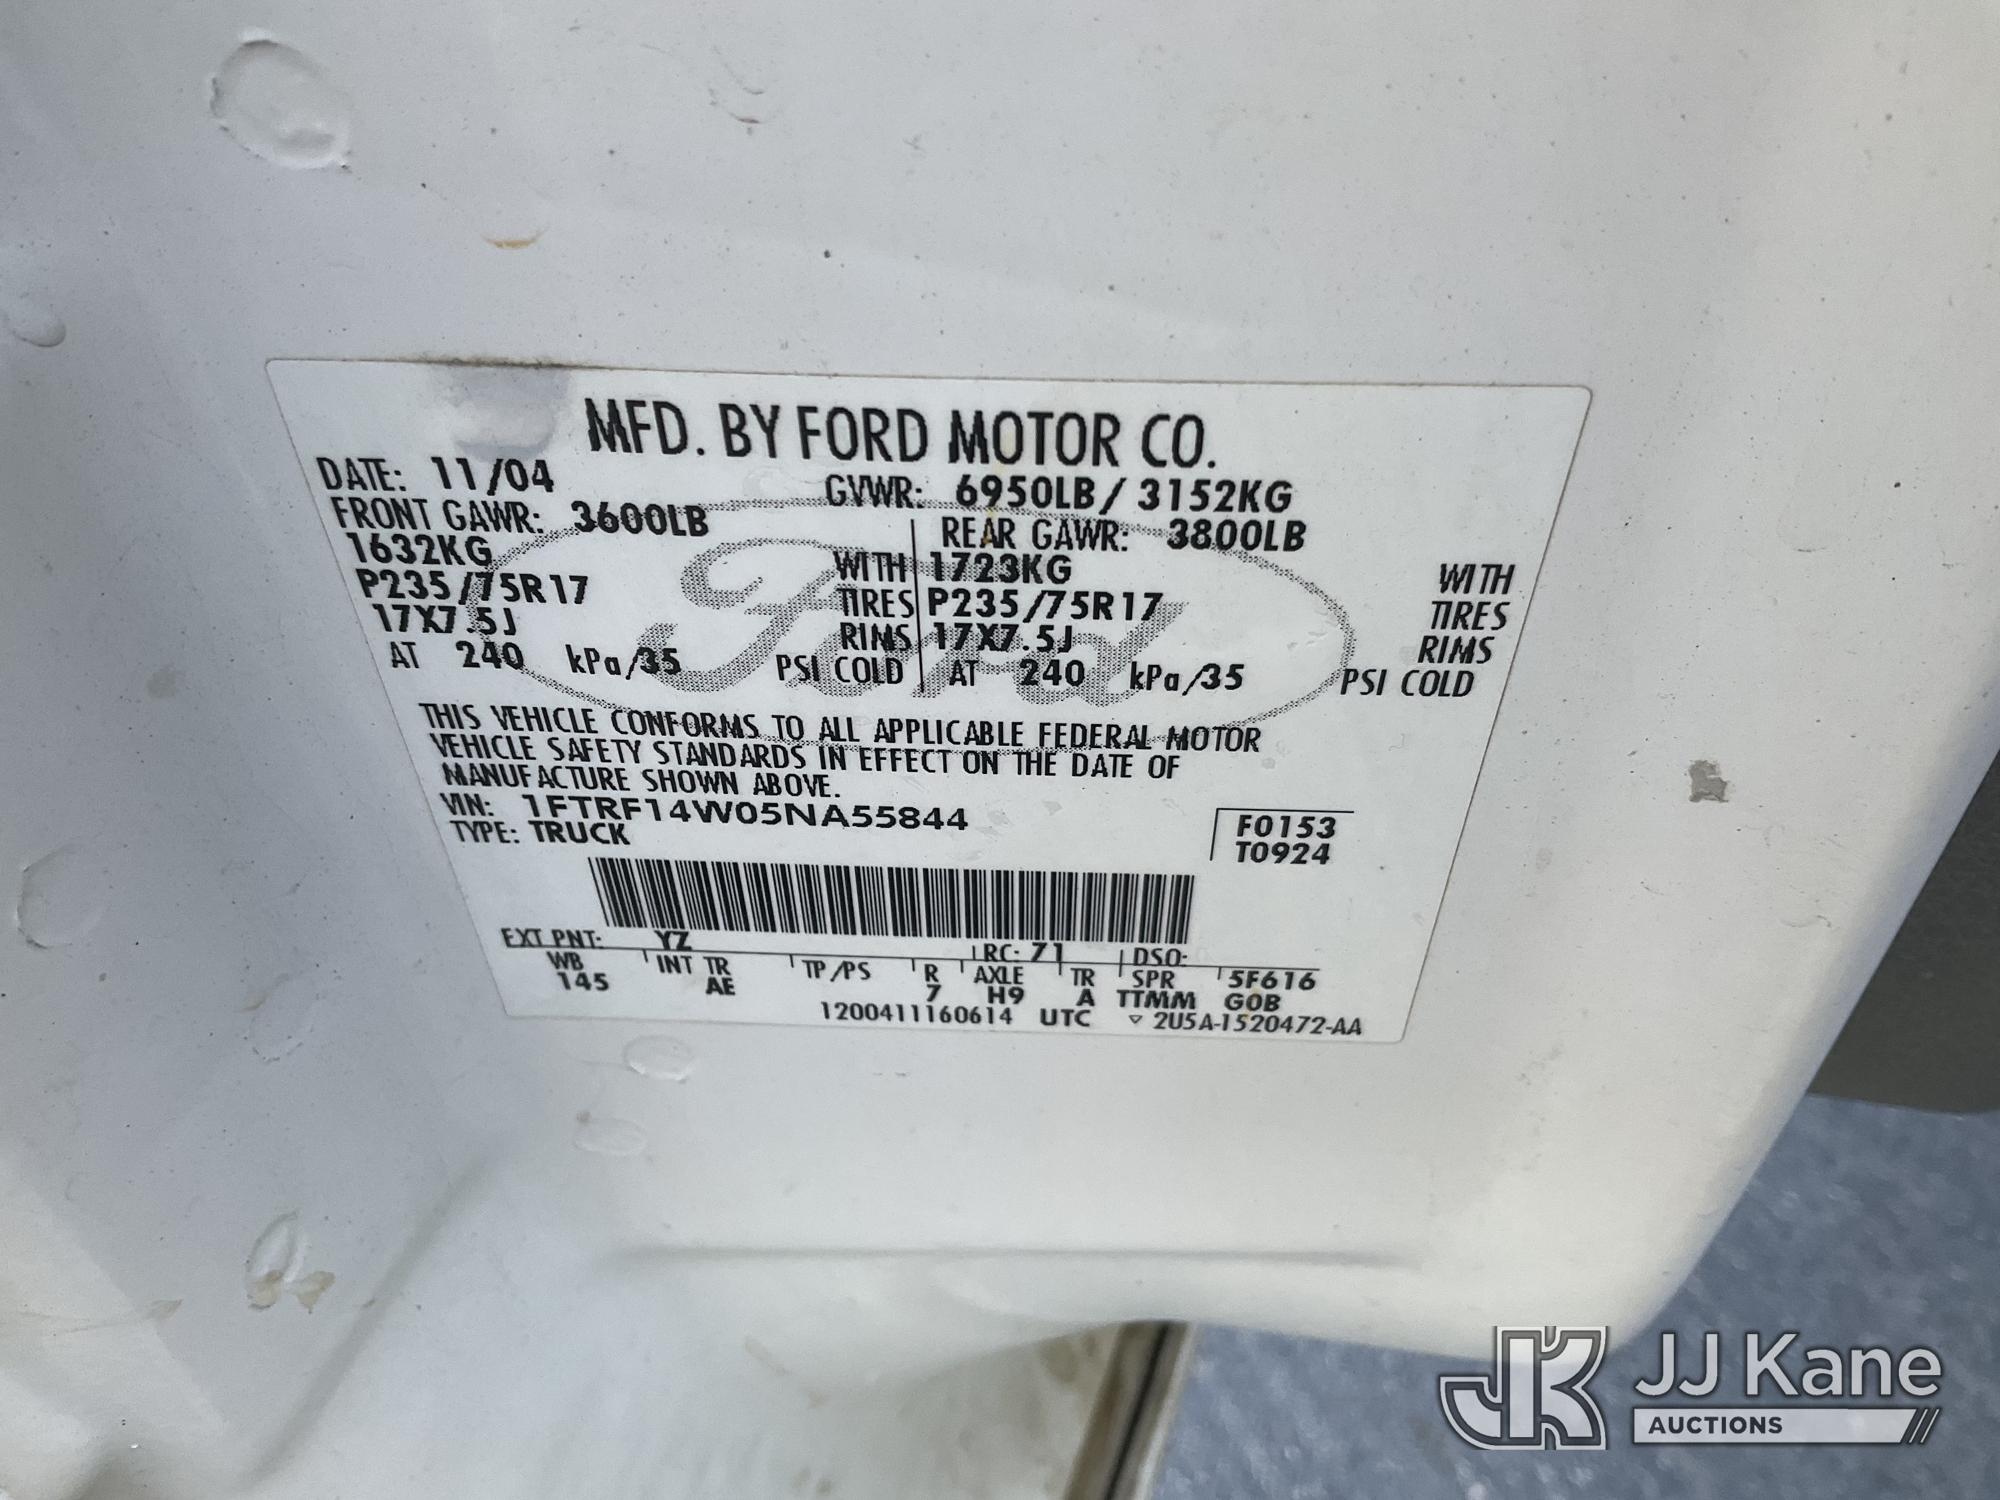 MFD. BY FORD MOTOR CO.
DATE: 11/04 GVWR: 6950LB/ 3152KG
FRONT GAWR: 3600LB REAR GAWR: 3800LB
1632KG WITH 1723KG WITH
P235/75R17 TIRES P235/75R17 TIRES
17X7.5J RIMS 17X7.5J RIMS
AT 240 kPa/35 PSI COLD AT 240 kPa/35 PSI COLD
Ford
THIS VEHICLE CONFORMS TO ALL APPLICABLE FEDERAL MOTOR
VEHICLE SAFETY STANDARDS IN EFFECT ON THE DATE OF
MANUFACTURE SHOWN ABOVE.
VIN: 1FTRF14W05NA55844
TYPE: TRUCK
F0153
T0924
EXT PNT: YZ RC: 71 DSO:
WB INT TR TP/PS R AXLE TR SPR 5F616
145 AE 7 H9 A TTMM GOB
1200411160614 UTC ▽ 2U5A-1520472-AA
JK JJ Kane
AUCTIONS